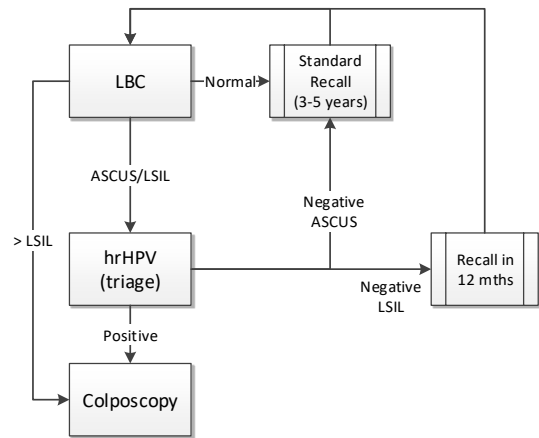 LBC
Normal
Standard
Recall
(3-5 years)
ASCUS/LSIL
Negative
ASCUS
> LSIL
hrHPV
(triage)
Negative
LSIL
Recall in
12 mths
Positive
Colposcopy